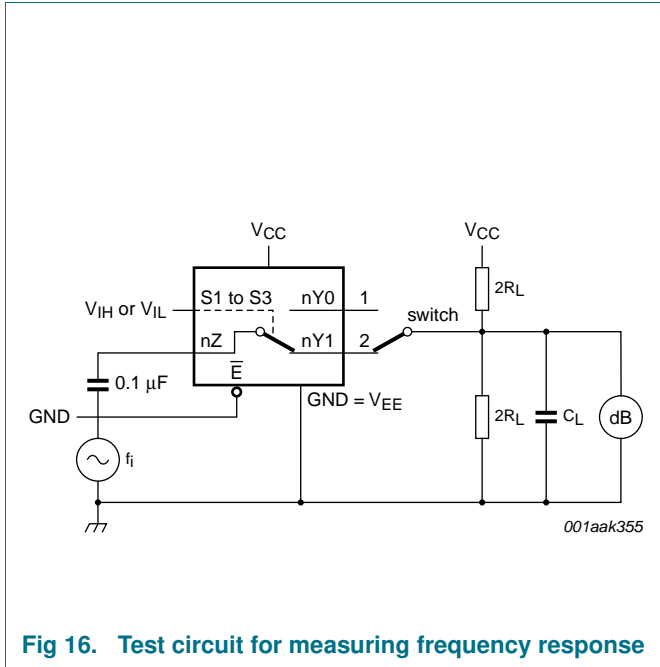 VCC
VCC
S1 to S3
nY0
1
2RL
VIH or VIL
switch
nZ
nY1
2
E
0.1 μF
GND = VEE
GND
2RL
CL
dB
fi
001aak355
Fig 16. Test circuit for measuring frequency response